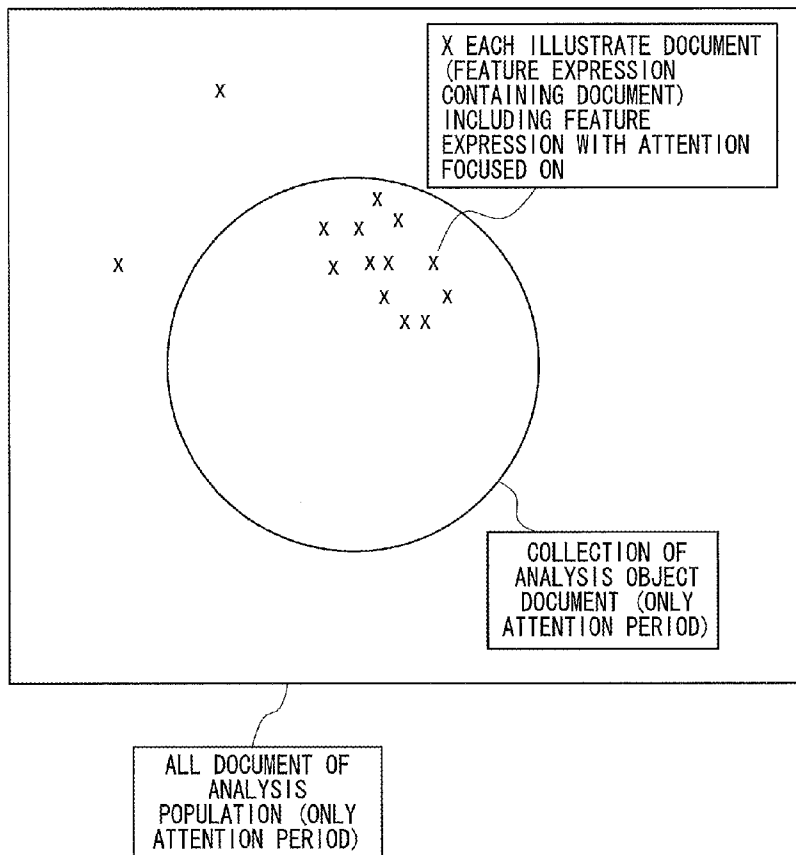 X EACH ILLUSTRATE DOCUMENT
(FEATURE EXPRESSION
CONTAINING DOCUMENT)
INCLUDING FEATURE
EXPRESSION WITH ATTENTION
FOCUSED ON
X
X
X
X X
X X X X X
X X
X X
COLLECTION OF
ANALYSIS OBJECT
DOCUMENT (ONLY
ATTENTION PERIOD)
ALL DOCUMENT OF
ANALYSIS
POPULATION (ONLY
ATTENTION PERIOD)